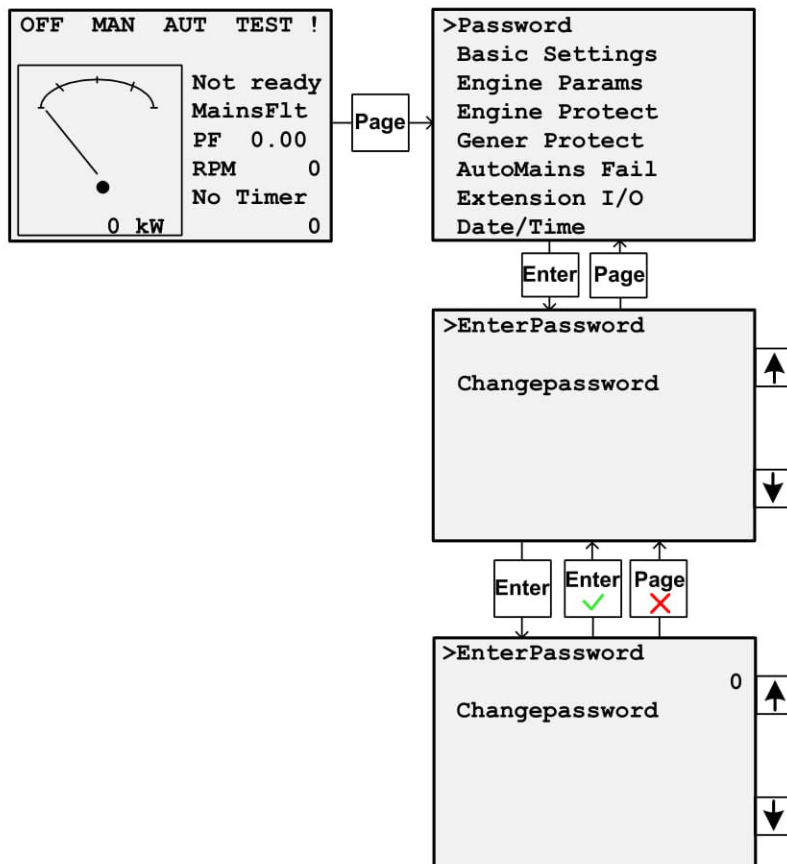 OFF MAN AUT TEST !
Not ready
MainsFlt
PF 0.00
RPM 0
No Timer
0 kW 0
Page
>Password
Basic Settings
Engine Params
Engine Protect
Gener Protect
AutoMains Fail
Extension I/O
Date/Time
Enter Page
>EnterPassword
Changepassword
Enter Enter Page
>EnterPassword
0
Changepassword